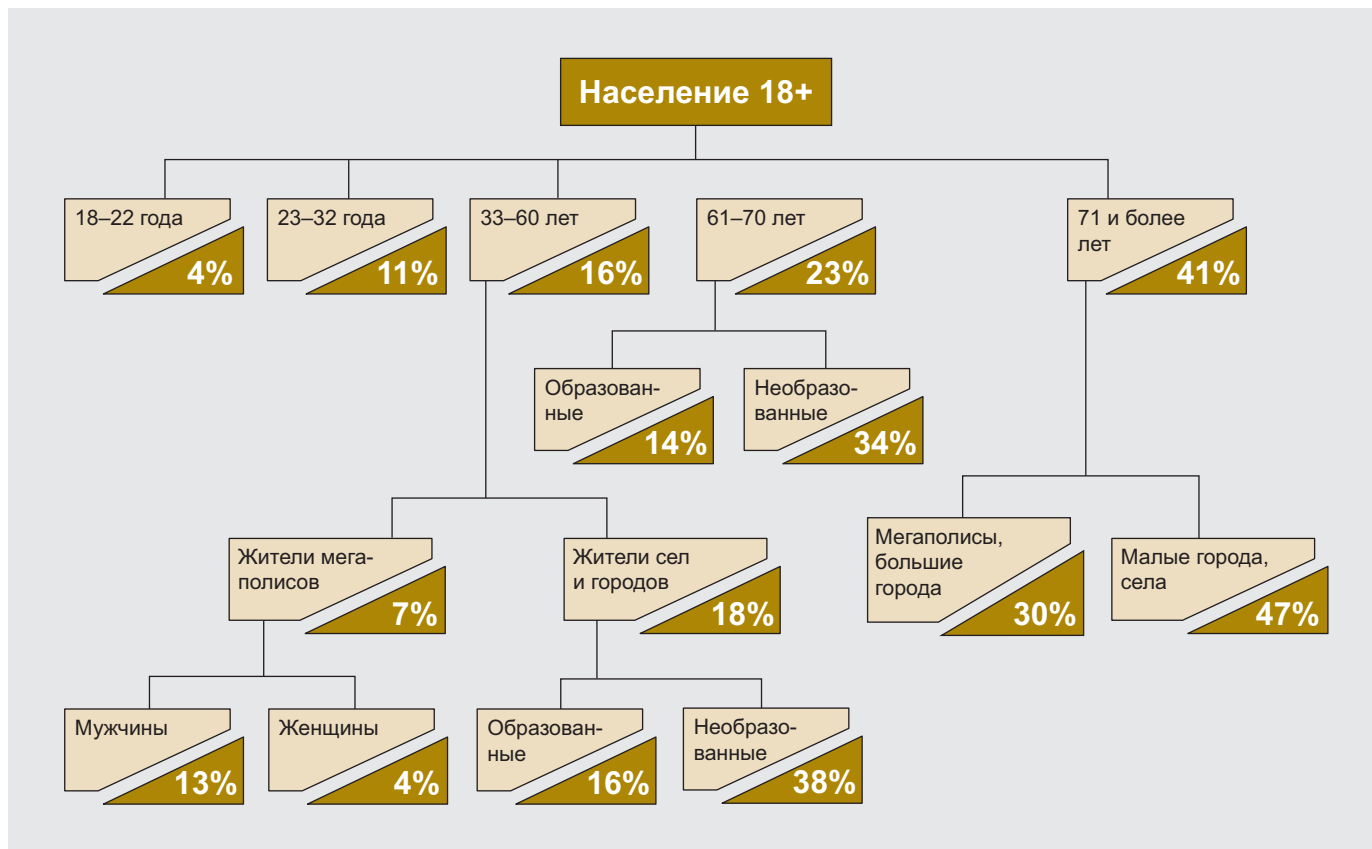 Население 18+
18–22 года
4%
23–32 года
11%
33–60 лет
16%
61–70 лет
23%
71 и более
лет
41%
Образован-
ные
14%
Необразо-
ванные
34%
Жители мега-
полисов
7%
Жители сел
и городов
18%
Мегаполисы,
большие
города
30%
Малые города,
села
47%
Мужчины
13%
Женщины
4%
Образован-
ные
16%
Необразо-
ванные
38%